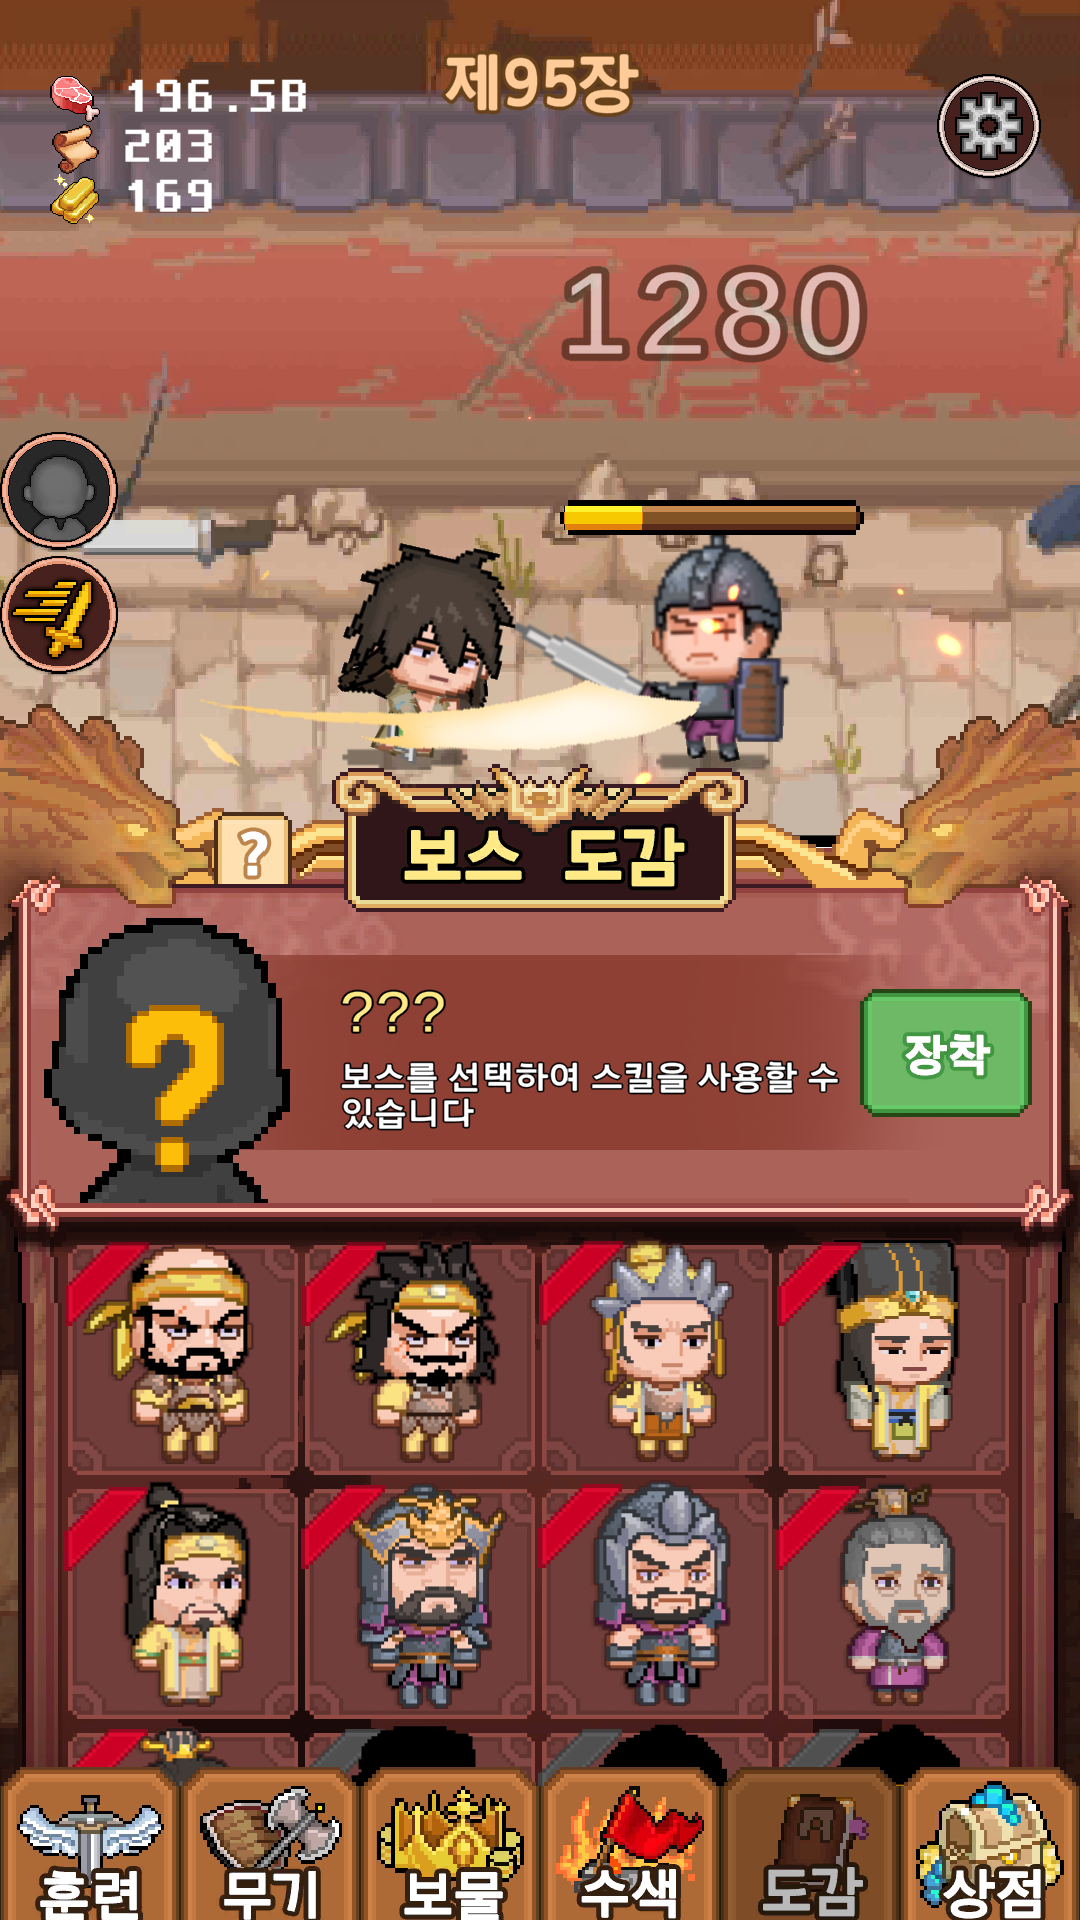 제95장
196.5B
203
169
1280
?
보스 도감
?
???
보스를 선택하여 스킬을 사용할 수
있습니다
장착
훈련
무기
보물
수색
도감
상점